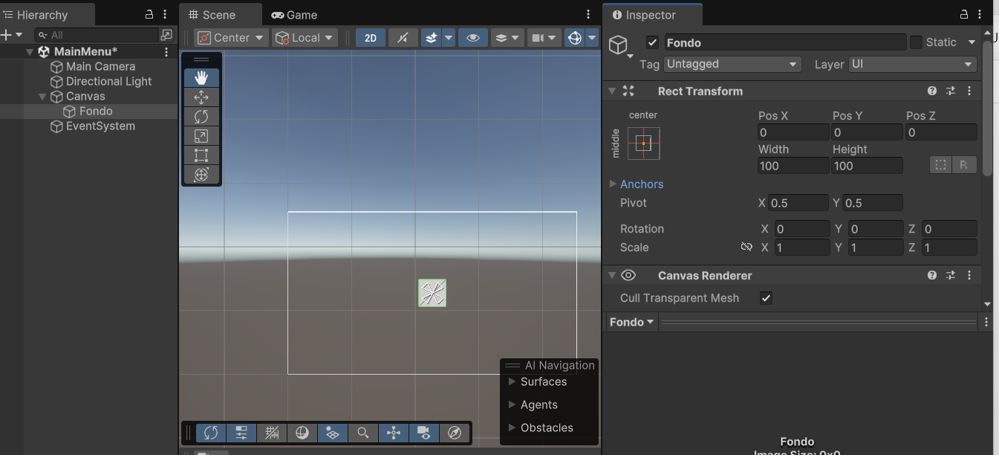 Hierarchy
All
MainMenu*
Main Camera
Directional Light
Canvas
Fondo
EventSystem
Scene
Game
Center
Local
2D
AI Navigation
Surfaces
Agents
Obstacles
Inspector
Fondo
Static
Tag Untagged Layer UI
Rect Transform
center
middle
Pos X Pos Y Pos Z
0 0 0
Width Height
100 100
R
Anchors
Pivot X 0.5 Y 0.5
Rotation X 0 Y 0 Z 0
Scale X 1 Y 1 Z 1
Canvas Renderer
Cull Transparent Mesh
Fondo
Fondo
Image Size: 0x0